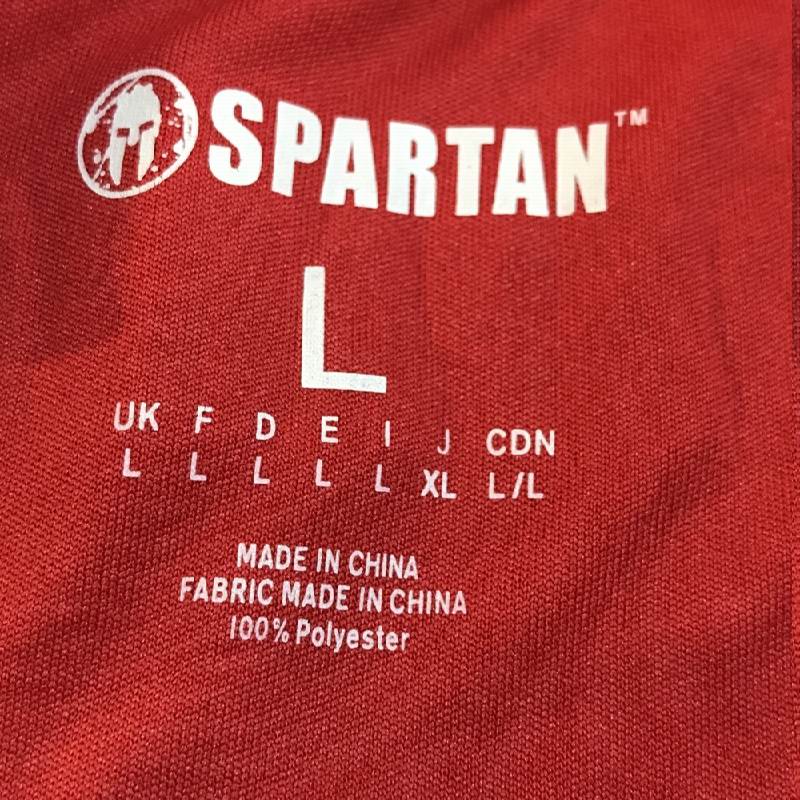 SPARTAN™
L
UK F D E I J CDN
L L L L L XL L/L
MADE IN CHINA
FABRIC MADE IN CHINA
100% Polyester